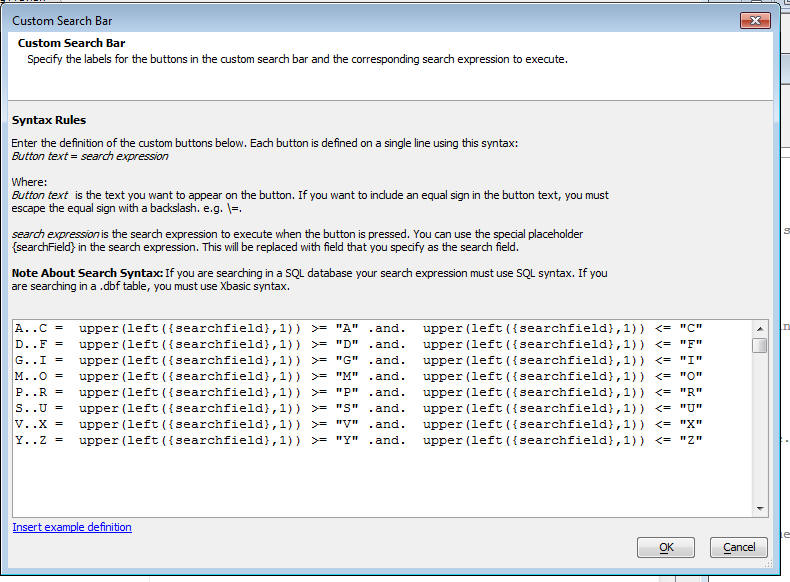 Custom Search Bar
Custom Search Bar
Specify the labels for the buttons in the custom search bar and the corresponding search expression to execute.
Syntax Rules
Enter the definition of the custom buttons below. Each button is defined on a single line using this syntax:
Button text = search expression
Where:
Button text  is the text you want to appear on the button. If you want to include an equal sign in the button text, you must
escape the equal sign with a backslash. e.g. \=.
search expression is the search expression to execute when the button is pressed. You can use the special placeholder
{searchField} in the search expression. This will be replaced with field that you specify as the search field.
Note About Search Syntax: If you are searching in a SQL database your search expression must use SQL syntax. If you
are searching in a .dbf table, you must use Xbasic syntax.
A..C =  upper(left({searchfield},1)) >= "A" .and.  upper(left({searchfield},1)) <= "C"
D..F =  upper(left({searchfield},1)) >= "D" .and.  upper(left({searchfield},1)) <= "F"
G..I =  upper(left({searchfield},1)) >= "G" .and.  upper(left({searchfield},1)) <= "I"
M..O =  upper(left({searchfield},1)) >= "M" .and.  upper(left({searchfield},1)) <= "O"
P..R =  upper(left({searchfield},1)) >= "P" .and.  upper(left({searchfield},1)) <= "R"
S..U =  upper(left({searchfield},1)) >= "S" .and.  upper(left({searchfield},1)) <= "U"
V..X =  upper(left({searchfield},1)) >= "V" .and.  upper(left({searchfield},1)) <= "X"
Y..Z =  upper(left({searchfield},1)) >= "Y" .and.  upper(left({searchfield},1)) <= "Z"
Insert example definition
OK
Cancel